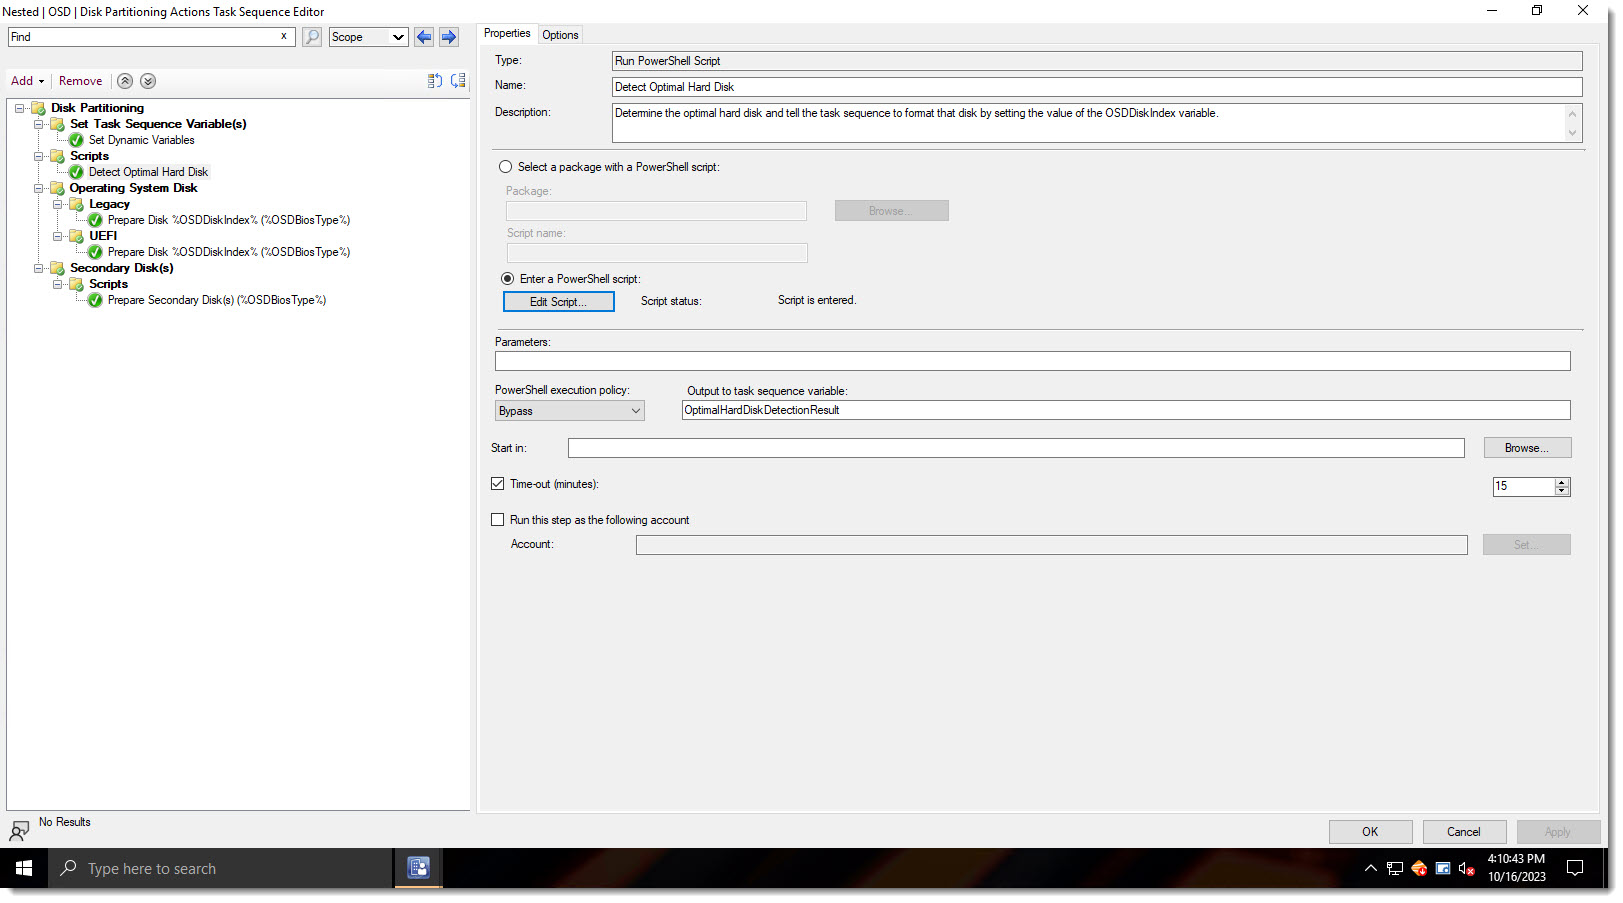 Nested | OSD | Disk Partitioning Actions Task Sequence Editor
Find x Scope
Add Remove
Disk Partitioning
Set Task Sequence Variable(s)
Set Dynamic Variables
Scripts
Detect Optimal Hard Disk
Operating System Disk
Legacy
Prepare Disk %OSDDiskIndex% (%OSDBiosType%)
UEFI
Prepare Disk %OSDDiskIndex% (%OSDBiosType%)
Secondary Disk(s)
Scripts
Prepare Secondary Disk(s) (%OSDBiosType%)
No Results
Properties Options
Type: Run PowerShell Script
Name: Detect Optimal Hard Disk
Description: Determine the optimal hard disk and tell the task sequence to format that disk by setting the value of the OSDDiskIndex variable.
Select a package with a PowerShell script:
Package:
Browse...
Script name:
Enter a PowerShell script:
Edit Script... Script status: Script is entered.
Parameters:
PowerShell execution policy: Output to task sequence variable:
Bypass OptimalHardDiskDetectionResult
Start in: Browse...
Time-out (minutes): 15
Run this step as the following account
Account: Set...
OK Cancel Apply
Type here to search
4:10:43 PM
10/16/2023